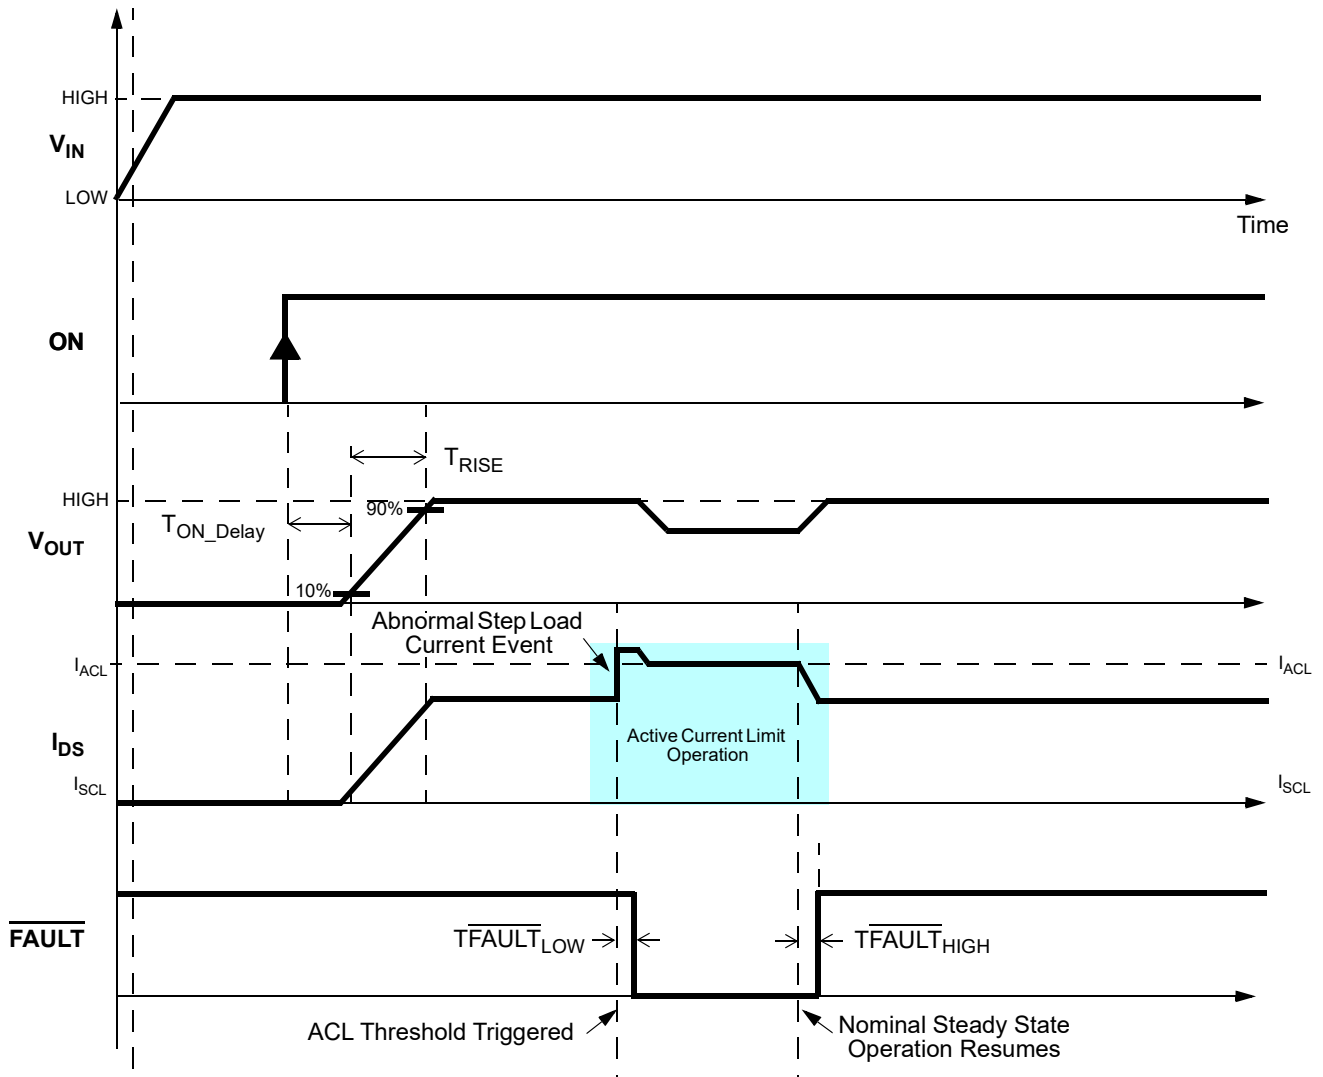 HIGH
VIN
LOW
Time
ON
TRISE
HIGH
90%
TON_Delay
VOUT
10%
Abnormal Step Load
Current Event
IACL
IACL
Active Current Limit
Operation
IDS
ISCL
ISCL
FAULT
TFAULTLOW
TFAULTHIGH
ACL Threshold Triggered
Nominal Steady State
Operation Resumes